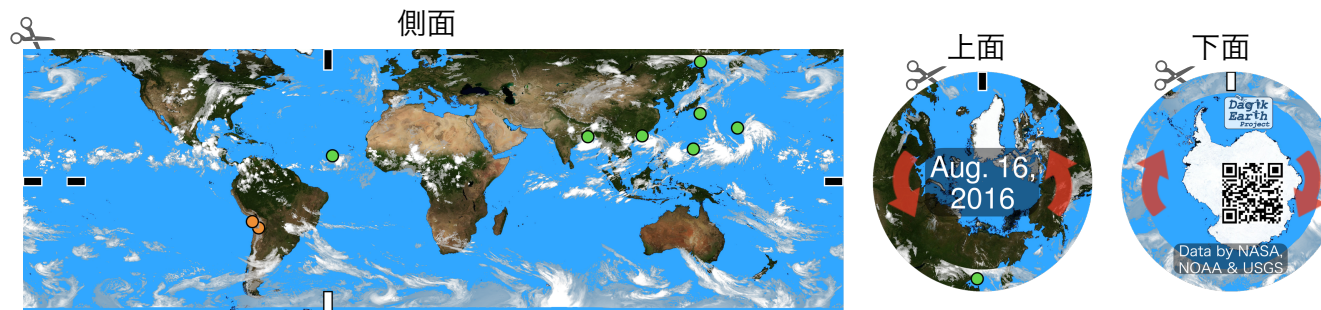 側面
上面
下面
Dagik
Earth
Project
Aug. 16,
2016
Data by NASA,
NOAA & USGS